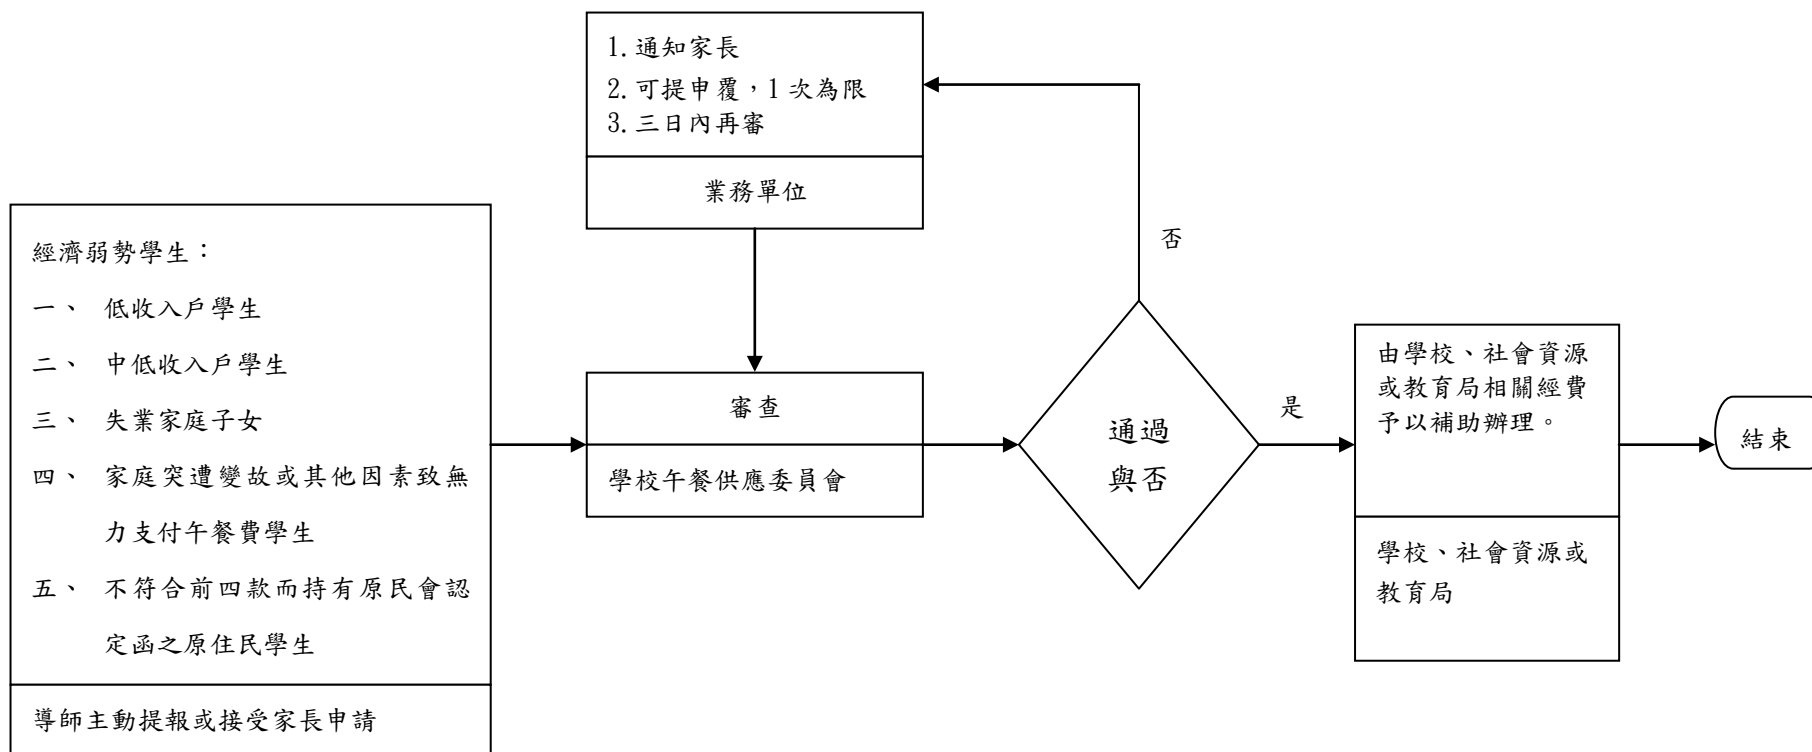 1.通知家長
2.可提申覆，1次為限
3.三日內再審
業務單位
經濟弱勢學生：
一、 低收入戶學生
二、 中低收入戶學生
三、 失業家庭子女
四、 家庭突遭變故或其他因素致無
力支付午餐費學生
五、 不符合前四款而持有原民會認
定函之原住民學生
導師主動提報或接受家長申請
審查
學校午餐供應委員會
通過
與否
否
是
由學校、社會資源
或教育局相關經費
予以補助辦理。
學校、社會資源或
教育局
結束